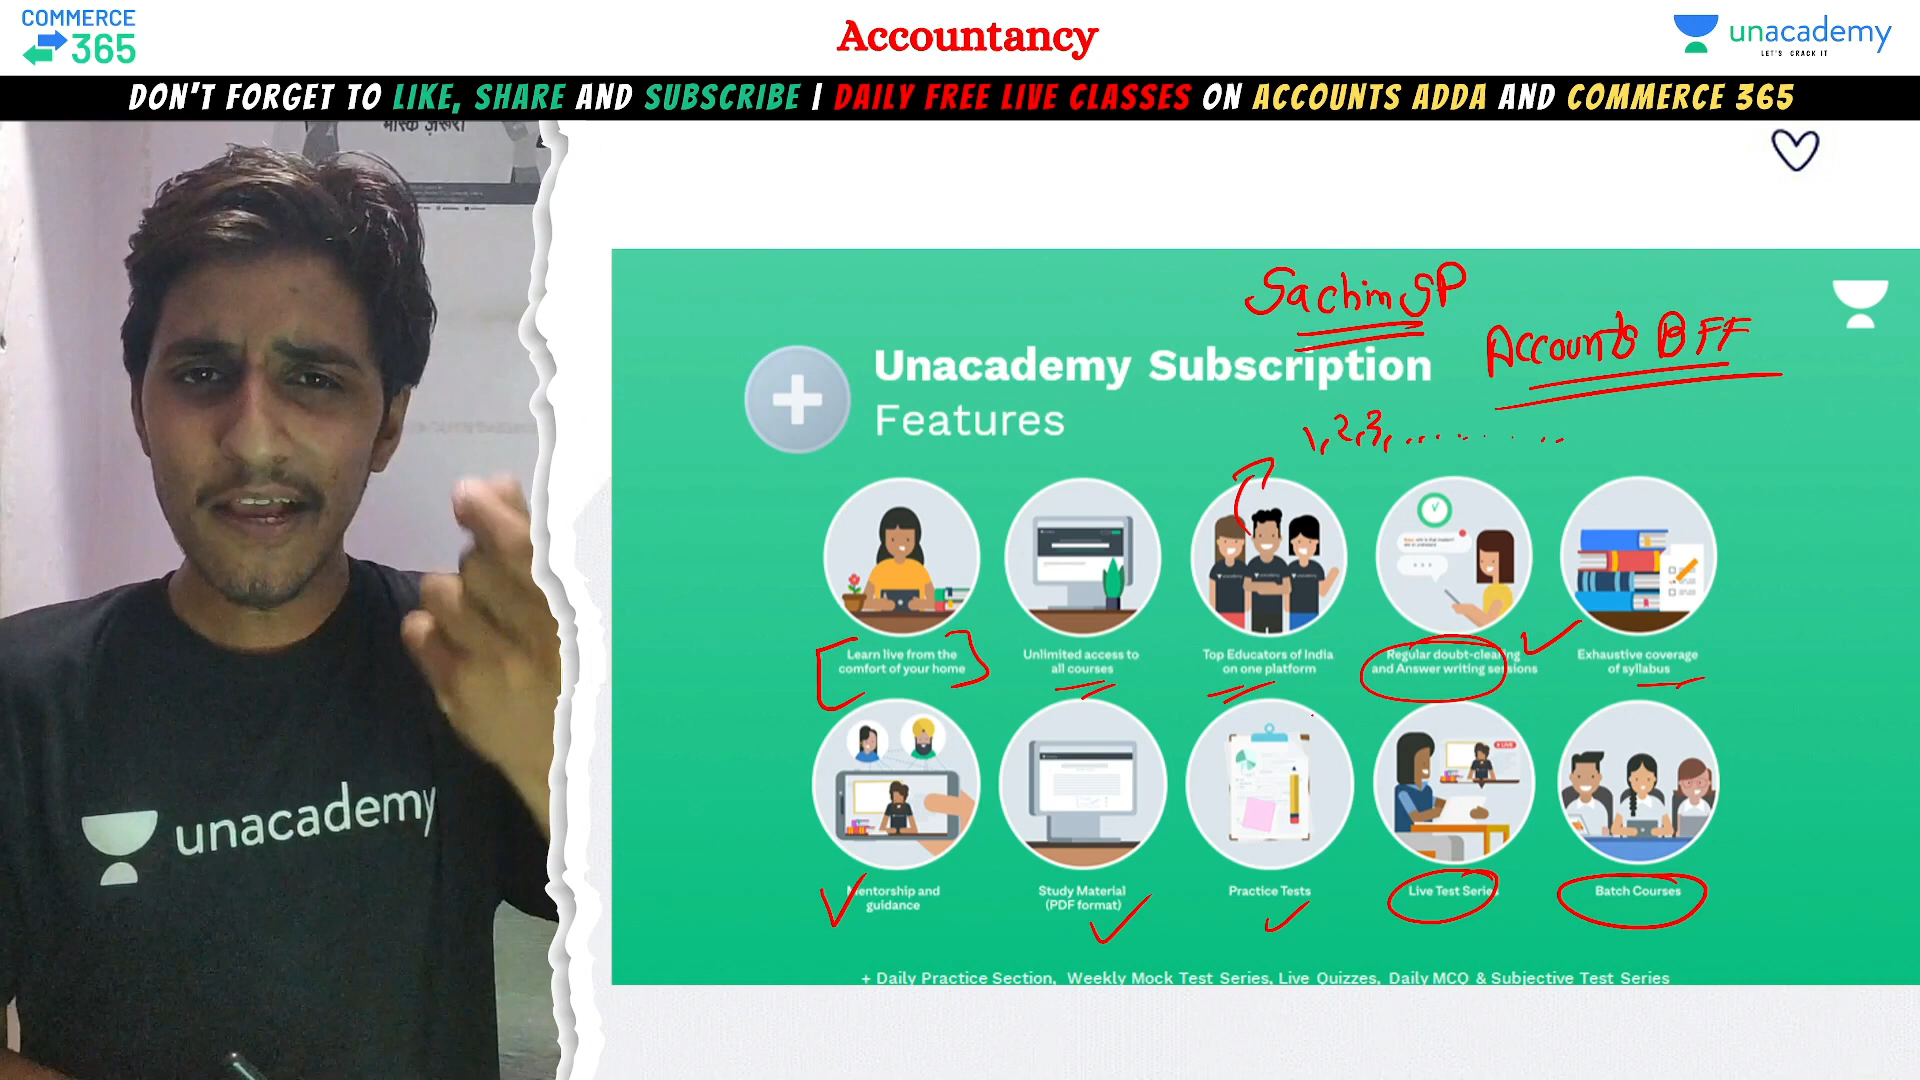 COMMERCE
365
Accountancy
unacademy
LET'S CRACK IT
DON'T FORGET TO LIKE, SHARE AND SUBSCRIBE | DAILY FREE LIVE CLASSES ON ACCOUNTS ADDA AND COMMERCE 365
मास्क ज़रूरी
unacademy
Sachin SP
Accounts BFF
Unacademy Subscription
Features
1, 2, 3, ..........
unacademy
Learn live from the
comfort of your home
Unlimited access to
all courses
Top Educators of India
on one platform
Regular doubt-clearing
and Answer writing sessions
Exhaustive coverage
of syllabus
LIVE
Mentorship and
guidance
Study Material
(PDF format)
Practice Tests
Live Test Series
Batch Courses
+ Daily Practice Section, Weekly Mock Test Series, Live Quizzes, Daily MCQ & Subjective Test Series